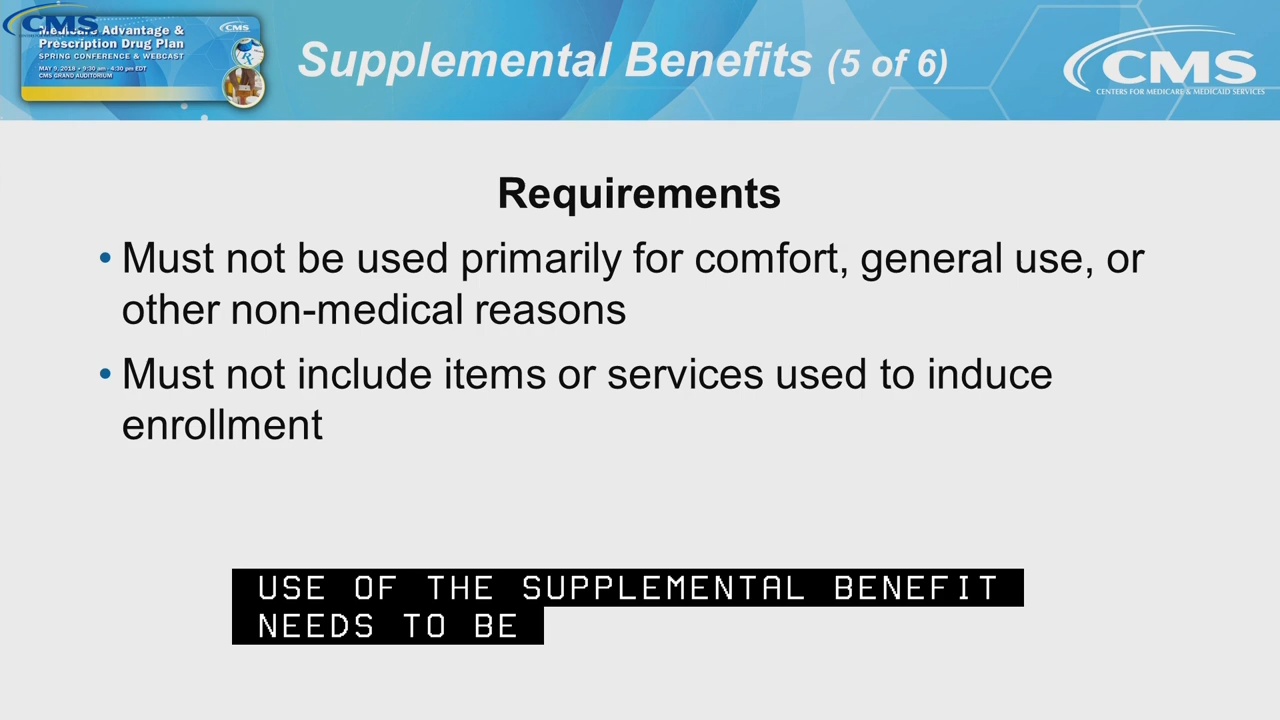 CMS
Medicare Advantage &
Prescription Drug Plan
SPRING CONFERENCE & WEBCAST
MAY 9, 2018 • 9:30 am - 4:30 pm EDT
CMS GRAND AUDITORIUM
CMS
Supplemental Benefits (5 of 6)
CMS
CENTERS FOR MEDICARE & MEDICAID SERVICES
Requirements
• Must not be used primarily for comfort, general use, or
other non-medical reasons
• Must not include items or services used to induce
enrollment
USE OF THE SUPPLEMENTAL BENEFIT
NEEDS TO BE